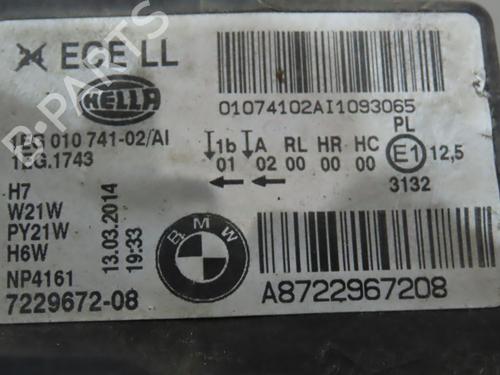 ECE LL
HELLA
01074102AI1093065
1EG 010 741-02/AI
1EG.1743
1b A RL HR HC PL
01 02 00 00 00 E1 12,5
3132
H7
W21W
PY21W
H6W
NP4161
13.03.2014
19:33
BMW
7229672-08
A8722967208
B-PARTS